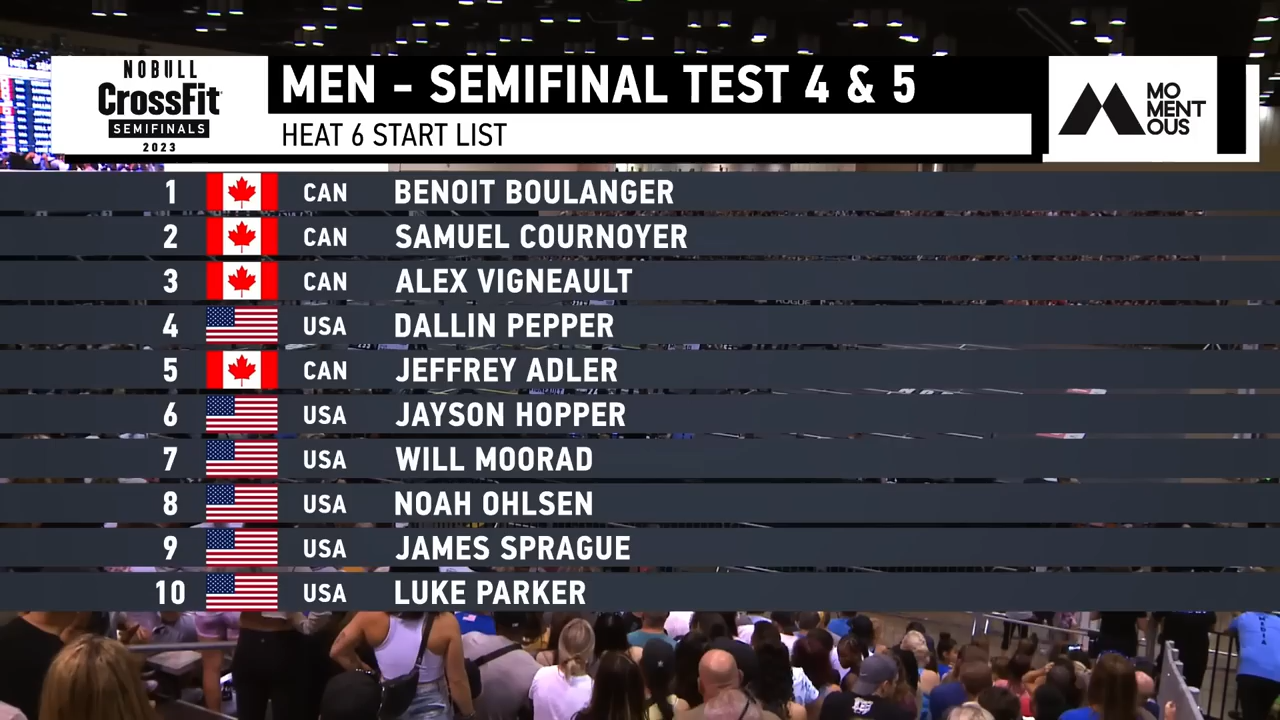 NOBULL
CrossFit
SEMIFINALS
2023
MEN - SEMIFINAL TEST 4 & 5
HEAT 6 START LIST
MO
MENT
OUS
1 CAN BENOIT BOULANGER
2 CAN SAMUEL COURNOYER
3 CAN ALEX VIGNEAULT
4 USA DALLIN PEPPER
5 CAN JEFFREY ADLER
6 USA JAYSON HOPPER
7 USA WILL MOORAD
8 USA NOAH OHLSEN
9 USA JAMES SPRAGUE
10 USA LUKE PARKER
MEDIA